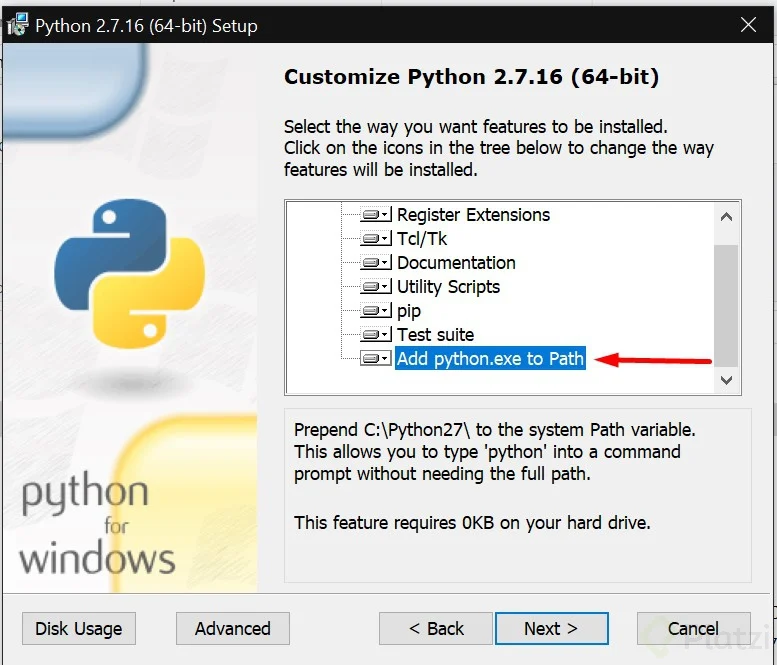 Python 2.7.16 (64-bit) Setup
Customize Python 2.7.16 (64-bit)
Select the way you want features to be installed.
Click on the icons in the tree below to change the way
features will be installed.
Register Extensions
Tcl/Tk
Documentation
Utility Scripts
pip
Test suite
Add python.exe to Path
Prepend C:\Python27\ to the system Path variable.
This allows you to type 'python' into a command
prompt without needing the full path.
This feature requires 0KB on your hard drive.
python
for
windows
Disk Usage
Advanced
< Back
Next >
Cancel
Platzi